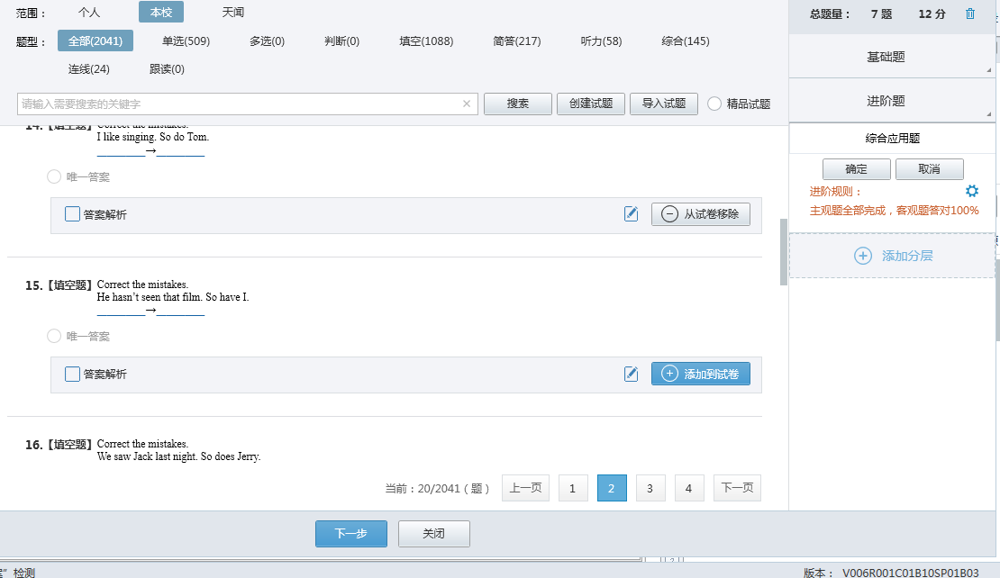 范围： 个人 本校 天闻
题型： 全部(2041) 单选(509) 多选(0) 判断(0) 填空(1088) 简答(217) 听力(58) 综合(145)
连线(24) 跟读(0)
请输入需要搜索的关键字 × 搜索 创建试题 导入试题 精品试题
14.【填空题】 Correct the mistakes.
I like singing. So do Tom.
_________→_________
唯一答案
答案解析 从试卷移除
15.【填空题】 Correct the mistakes.
He hasn’t seen that film. So have I.
_________→_________
唯一答案
答案解析 添加到试卷
16.【填空题】 Correct the mistakes.
We saw Jack last night. So does Jerry.
当前：20/2041（题） 上一页 1 2 3 4 下一页
下一步 关闭
总题量： 7 题 12 分
基础题
进阶题
综合应用题
确定 取消
进阶规则：
主观题全部完成，客观题答对100%
添加分层
”检测 版本： V006R001C01B10SP01B03